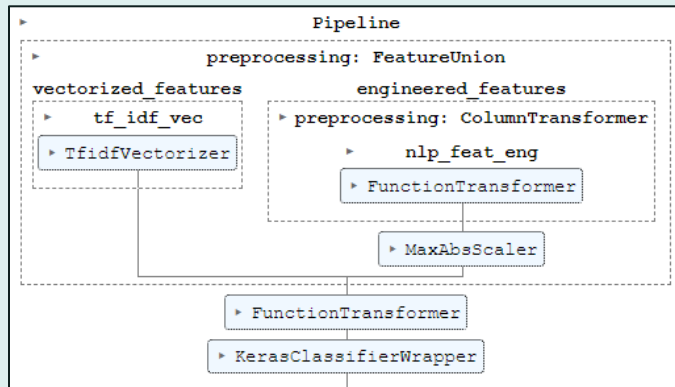 Pipeline
preprocessing: FeatureUnion
vectorized_features
engineered_features
tf_idf_vec
preprocessing: ColumnTransformer
TfidfVectorizer
nlp_feat_eng
FunctionTransformer
MaxAbsScaler
FunctionTransformer
KerasClassifierWrapper